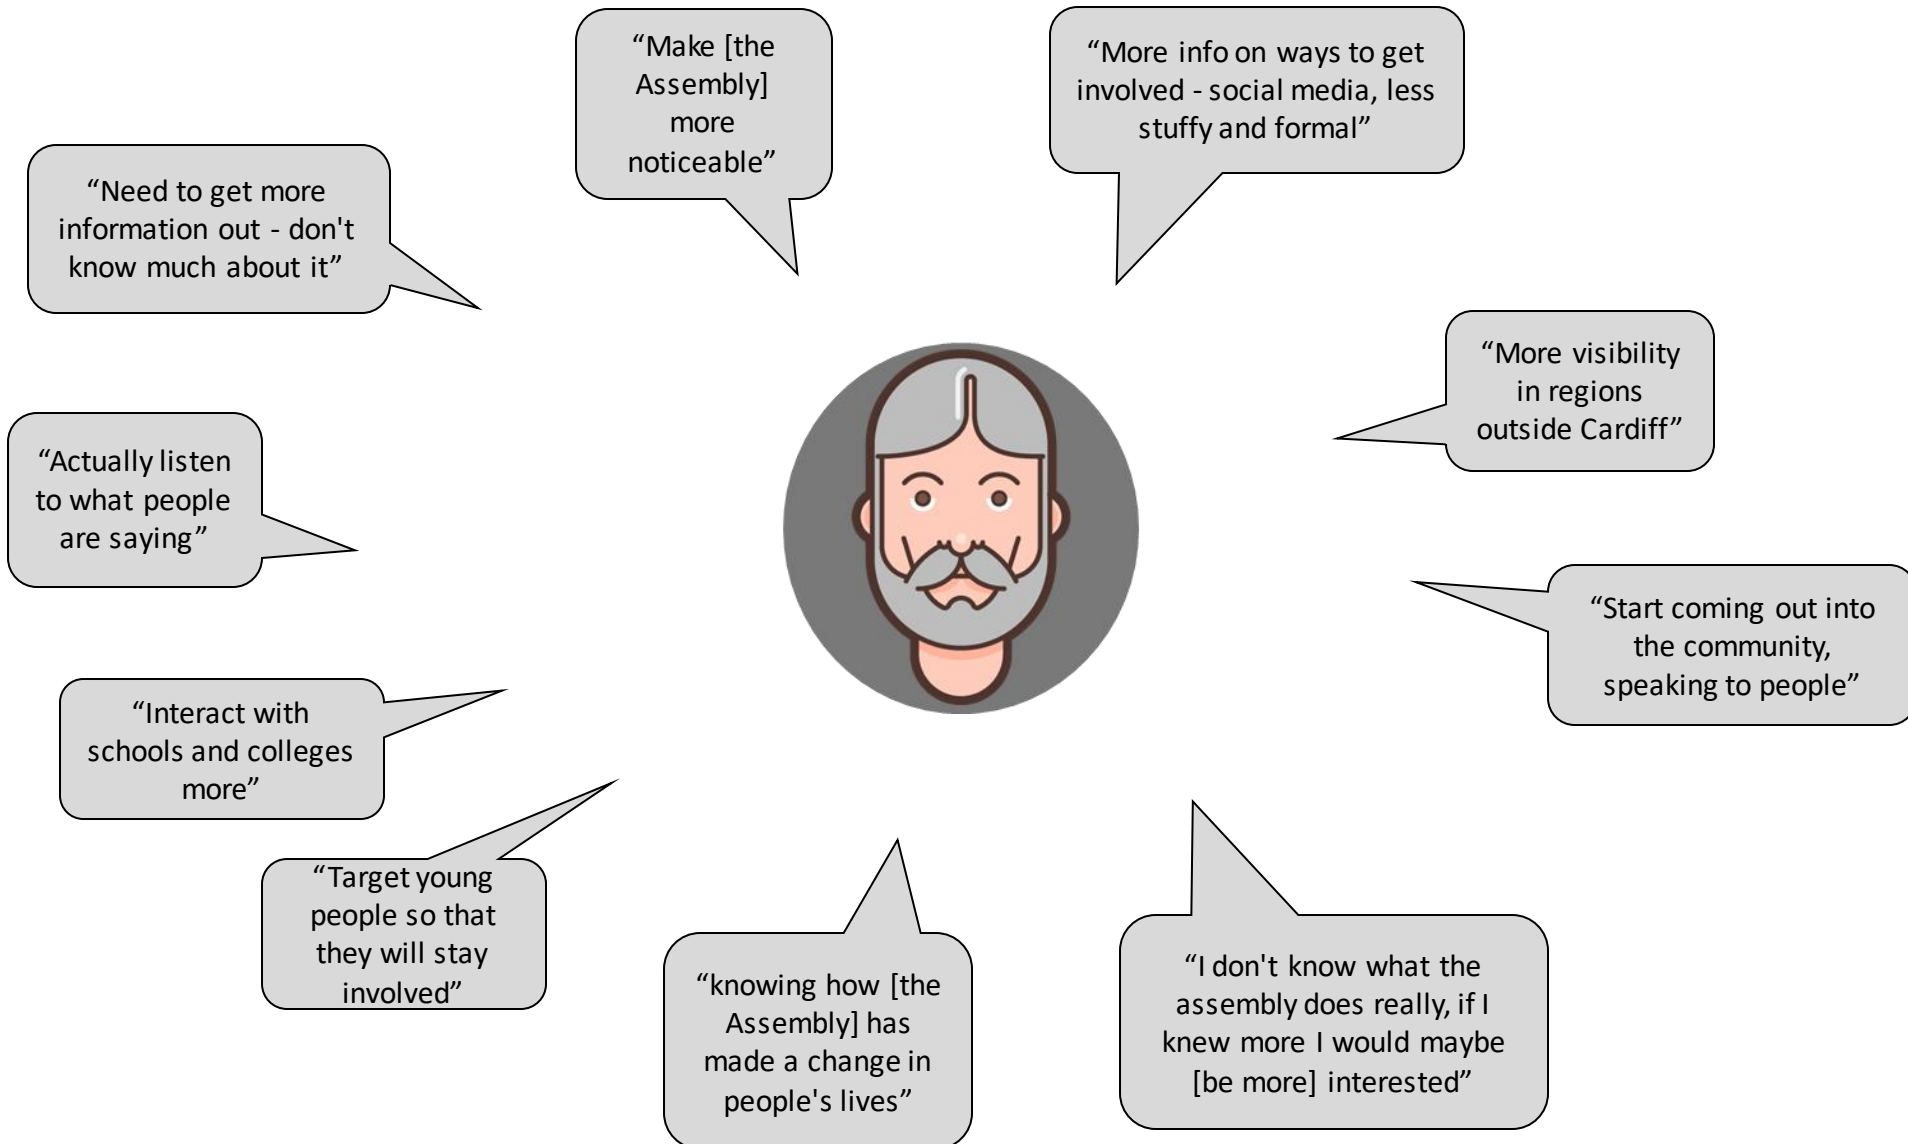 “Make [the
Assembly]
more
noticeable”
“More info on ways to get
involved - social media, less
stuffy and formal”
“Need to get more
information out - don't
know much about it”
“More visibility
in regions
outside Cardiff”
“Actually listen
to what people
are saying”
“Start coming out into
the community,
speaking to people”
“Interact with
schools and colleges
more”
“Target young
people so that
they will stay
involved”
“knowing how [the
Assembly] has
made a change in
people's lives”
“I don't know what the
assembly does really, if I
knew more I would maybe
[be more] interested”